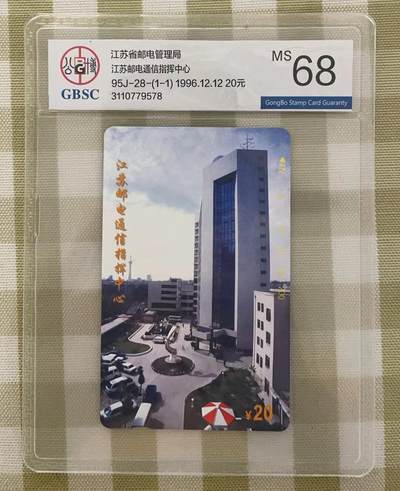 公博
GBSC
江苏省邮电管理局
江苏邮电通信指挥中心
95J-28-(1-1) 1996.12.12 20元
3110779578
MS
68
GongBo Stamp Card Guaranty
江苏邮电通信指挥中心
¥20